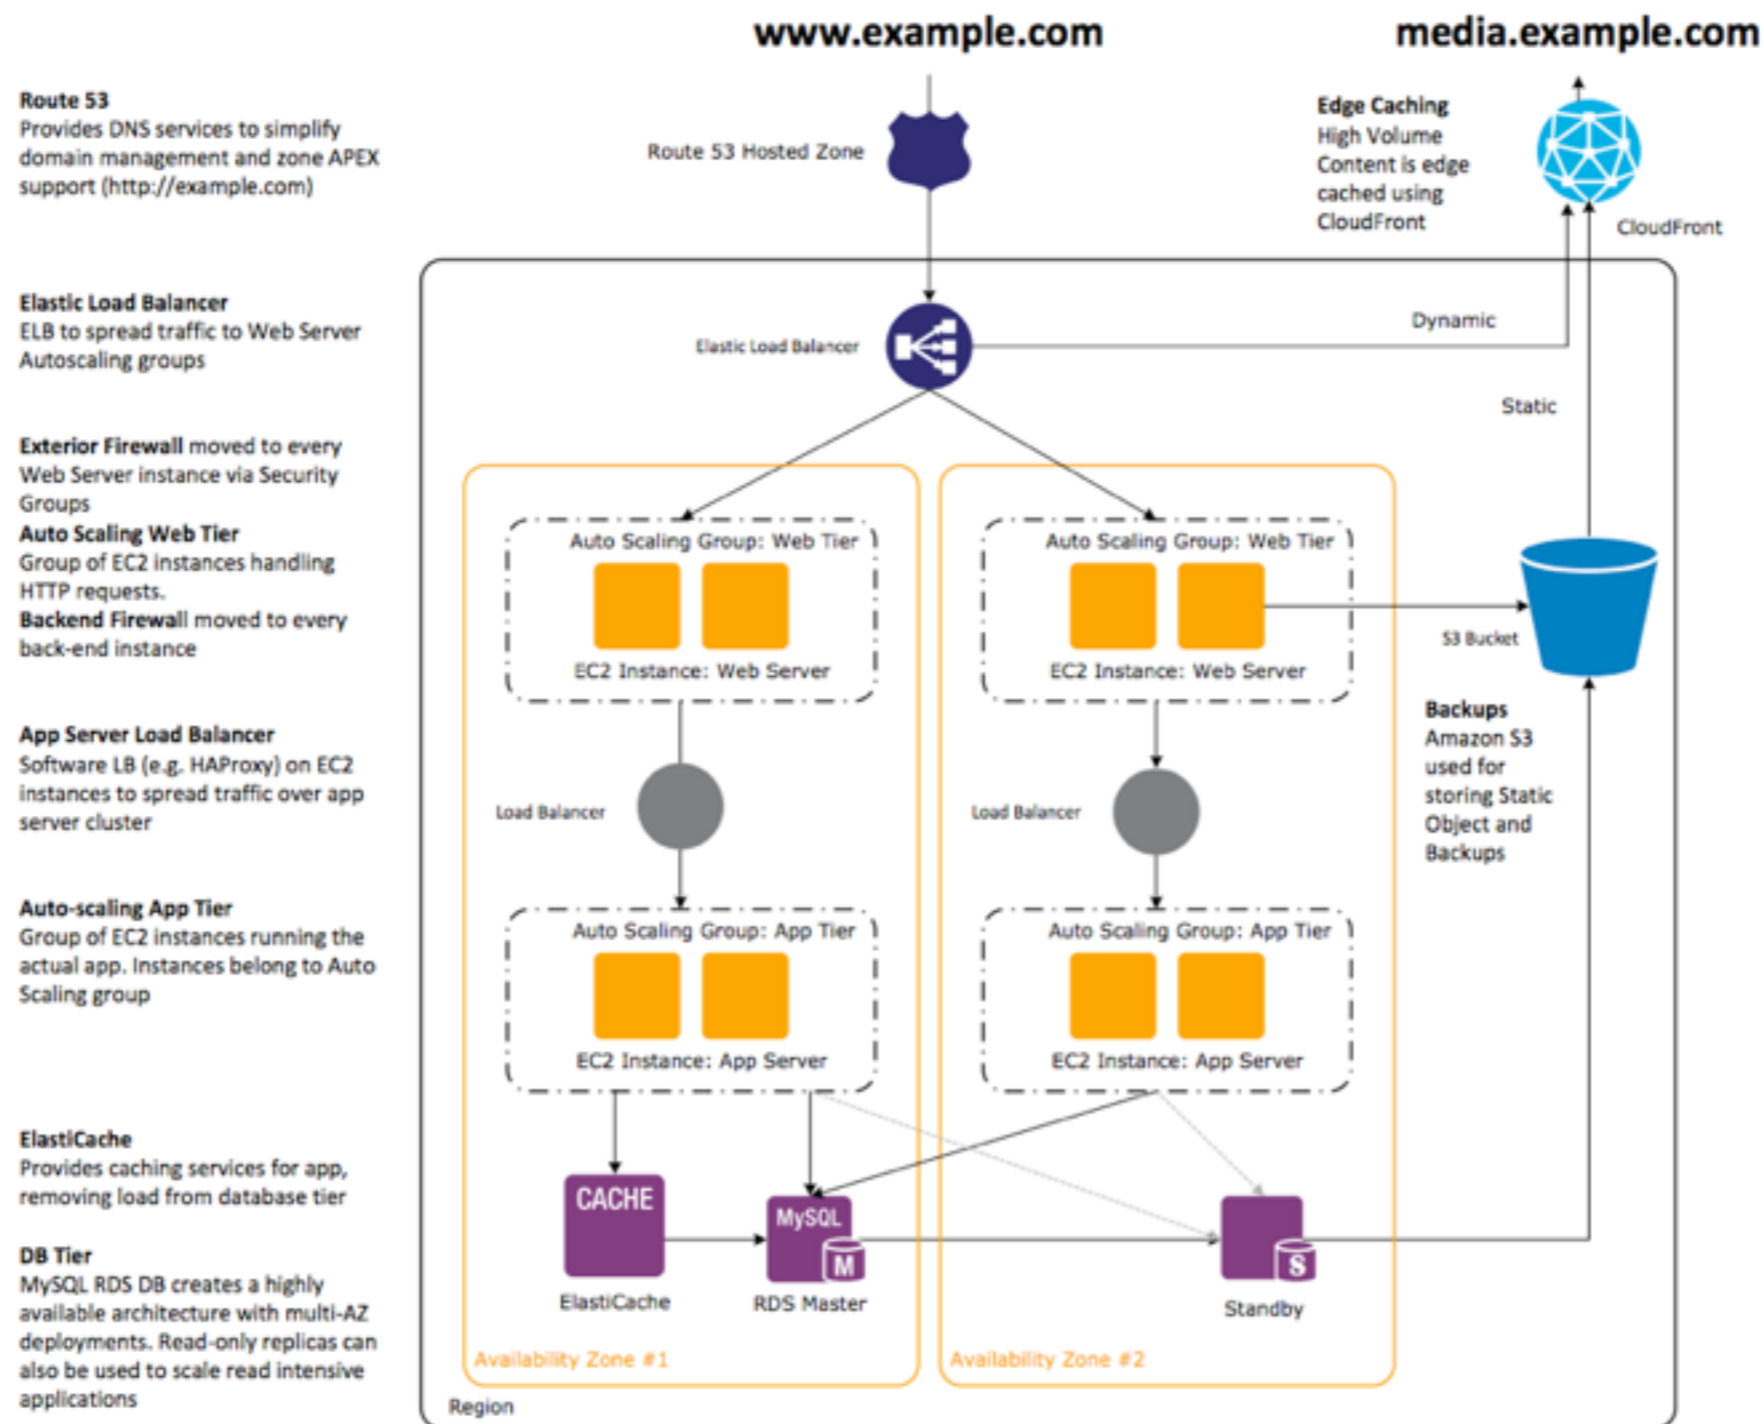 www.example.com
media.example.com
Route 53
Provides DNS services to simplify
domain management and zone APEX
support (http://example.com)
Route 53 Hosted Zone
Edge Caching
High Volume
Content is edge
cached using
CloudFront
CloudFront
Elastic Load Balancer
ELB to spread traffic to Web Server
Autoscaling groups
Elastic Load Balancer
Dynamic
Static
Exterior Firewall moved to every
Web Server instance via Security
Groups
Auto Scaling Web Tier
Group of EC2 instances handling
HTTP requests.
Backend Firewall moved to every
back-end instance
Auto Scaling Group: Web Tier
EC2 Instance: Web Server
Auto Scaling Group: Web Tier
EC2 Instance: Web Server
S3 Bucket
Backups
Amazon S3
used for
storing Static
Object and
Backups
App Server Load Balancer
Software LB (e.g. HAProxy) on EC2
instances to spread traffic over app
server cluster
Load Balancer
Load Balancer
Auto-scaling App Tier
Group of EC2 instances running the
actual app. Instances belong to Auto
Scaling group
Auto Scaling Group: App Tier
EC2 Instance: App Server
Auto Scaling Group: App Tier
EC2 Instance: App Server
ElastiCache
Provides caching services for app,
removing load from database tier
DB Tier
MySQL RDS DB creates a highly
available architecture with multi-AZ
deployments. Read-only replicas can
also be used to scale read intensive
applications
CACHE
ElastiCache
MySQL
M
RDS Master
S
Standby
Availability Zone #1
Availability Zone #2
Region